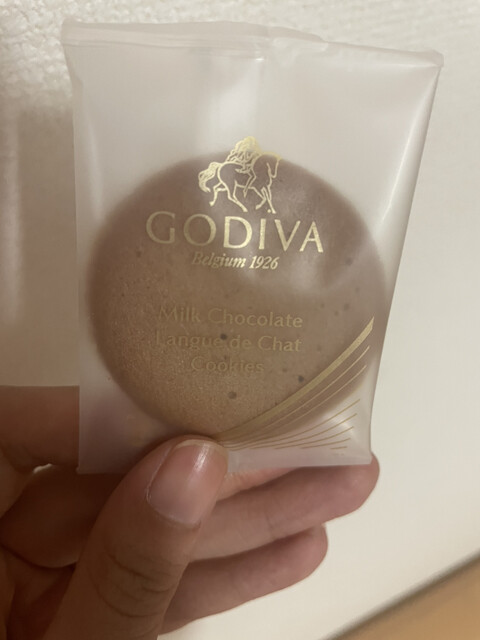 GODIVA
Belgium 1926
Milk Chocolate
Langue de Chat
Cookies